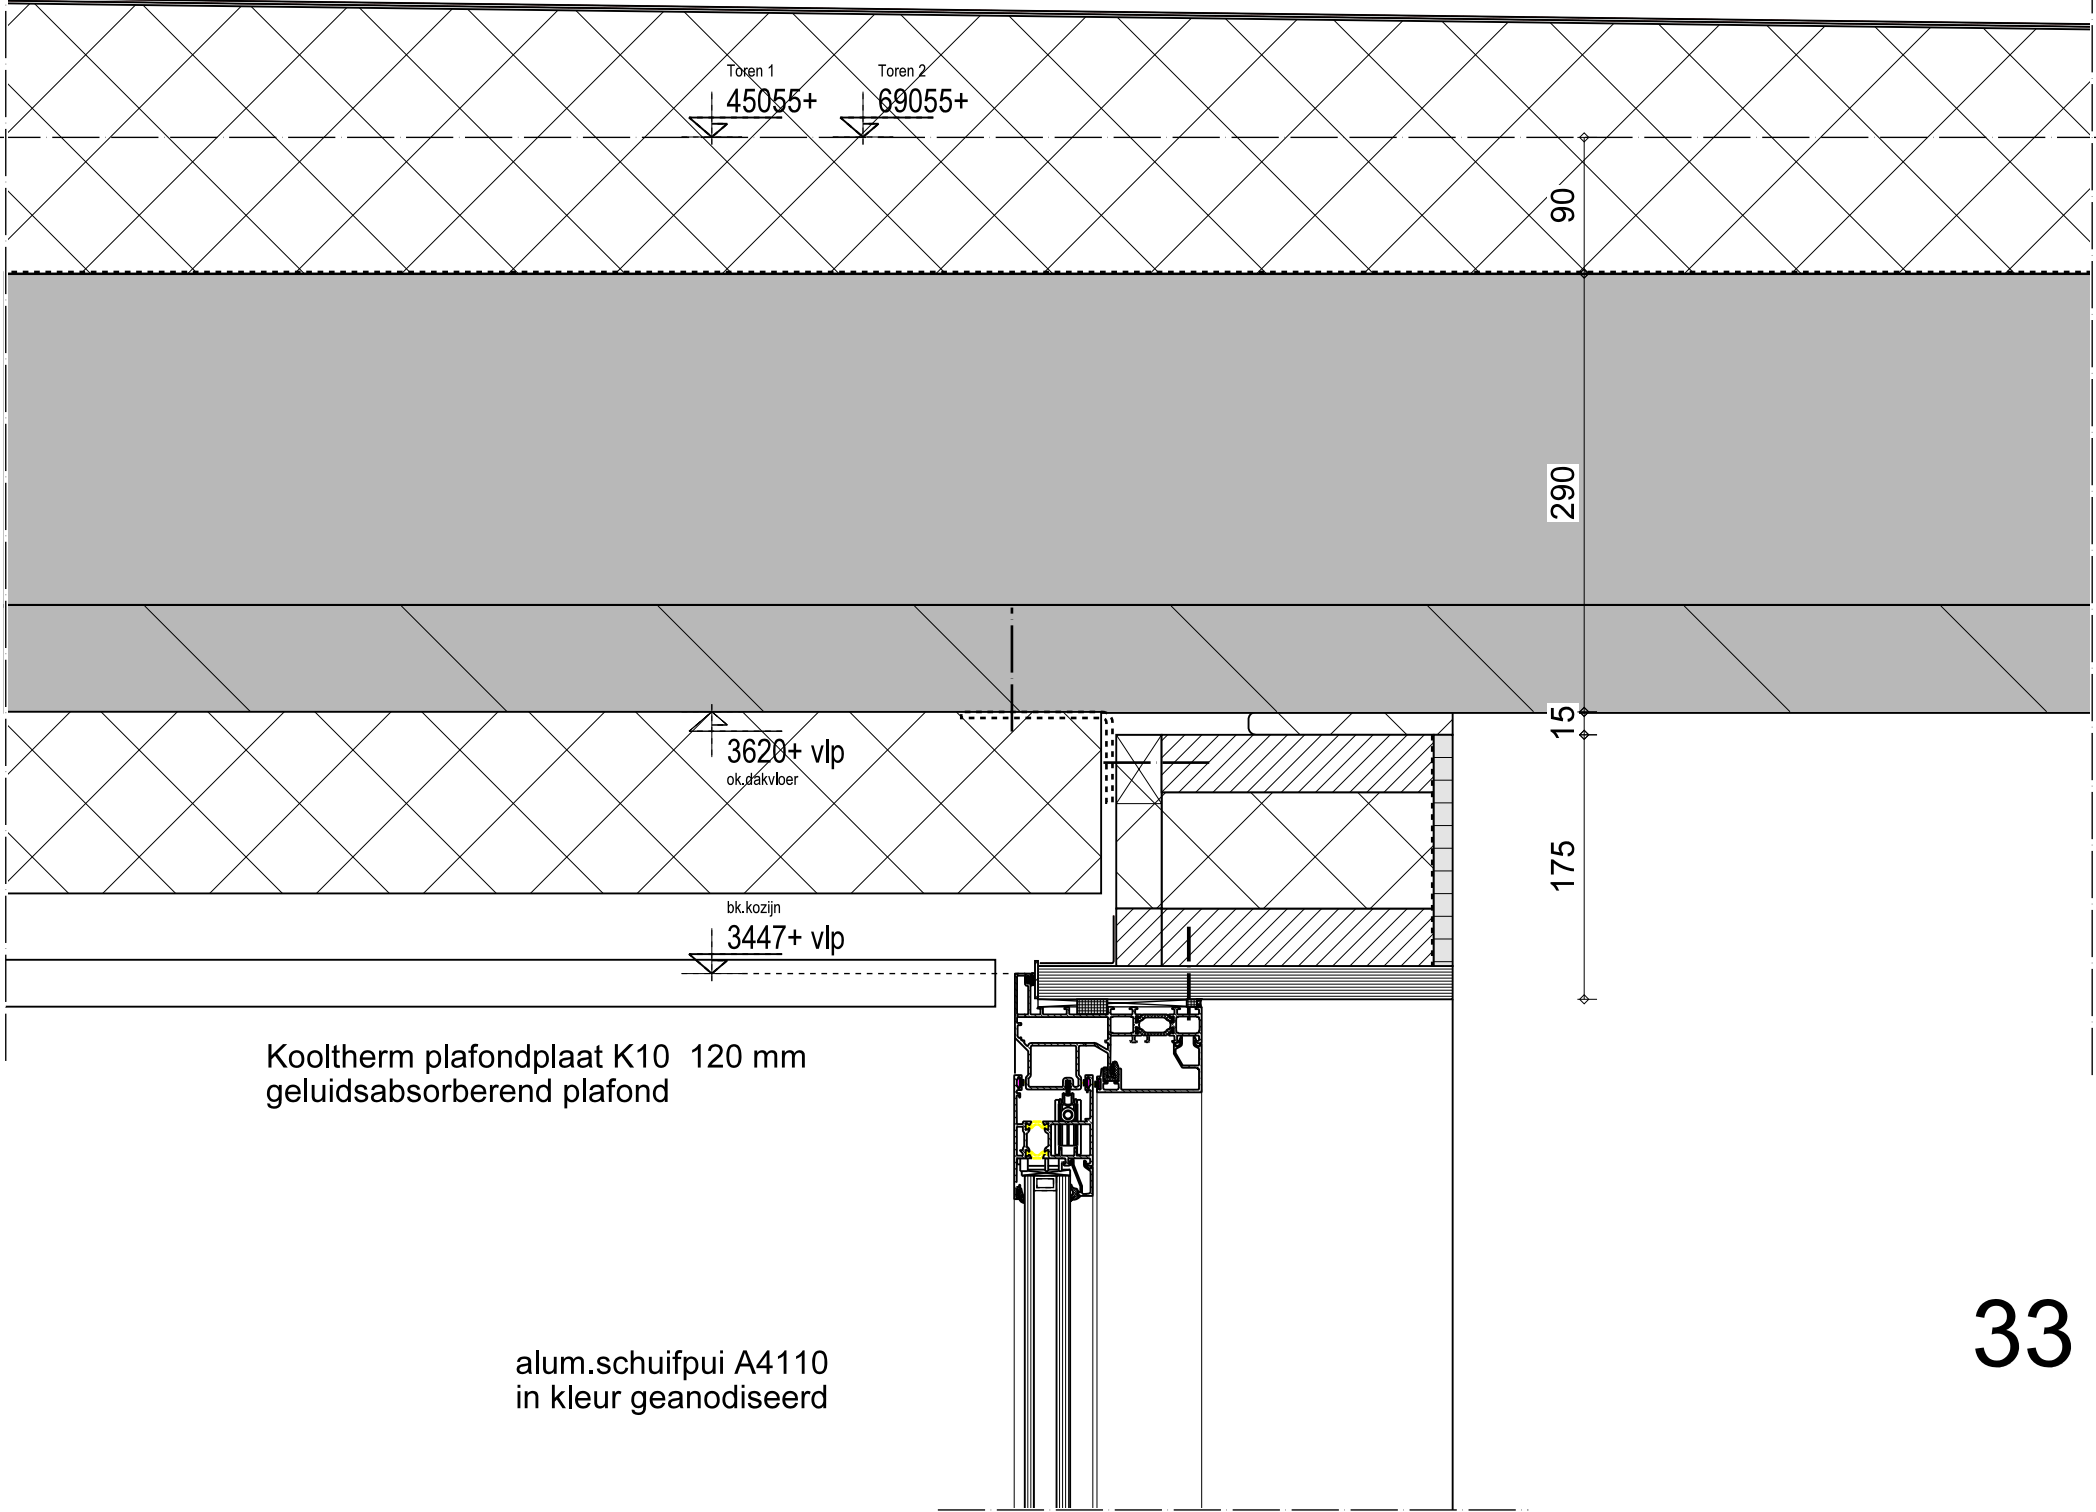 Toren 1
45055+
Toren 2
69055+
90
290
15
3620+ vlp
ok.dakvloer
175
bk.kozijn
3447+ vlp
Kooltherm plafondplaat K10 120 mm
geluidsabsorberend plafond
33
alum.schuifpui A4110
in kleur geanodiseerd